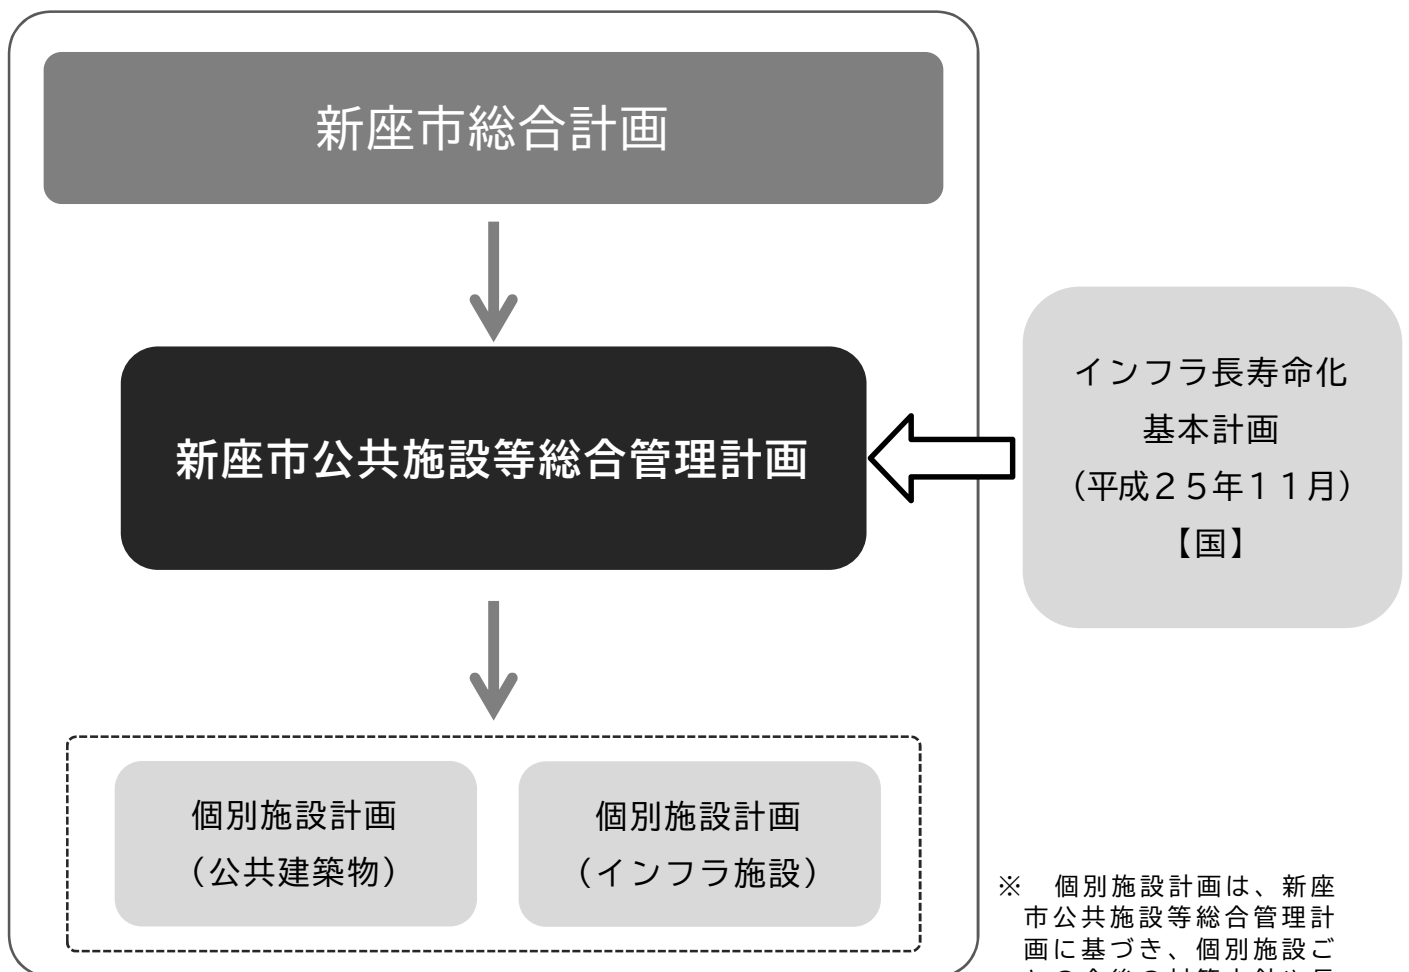 新座市総合計画
新座市公共施設等総合管理計画
インフラ長寿命化
基本計画
（平成２５年１１月）
【国】
個別施設計画
（公共建築物）
個別施設計画
（インフラ施設）
※　個別施設計画は、新座
市公共施設等総合管理計
画に基づき、個別施設ご